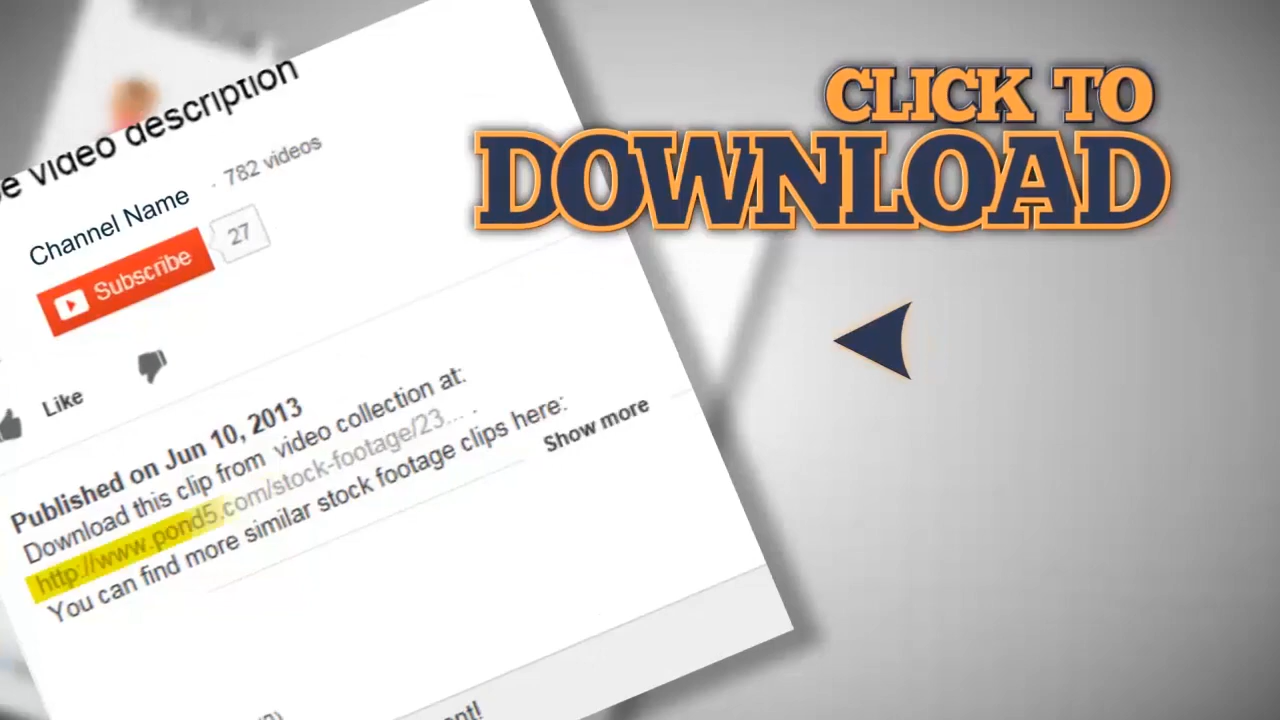 CLICK TO
DOWNLOAD
video description
Channel Name · 782 videos
Subscribe 27
Like
Published on Jun 10, 2013
Download this clip from video collection at:
http://www.pond5.com/stock-footage/23... .
You can find more similar stock footage clips here:
Show more